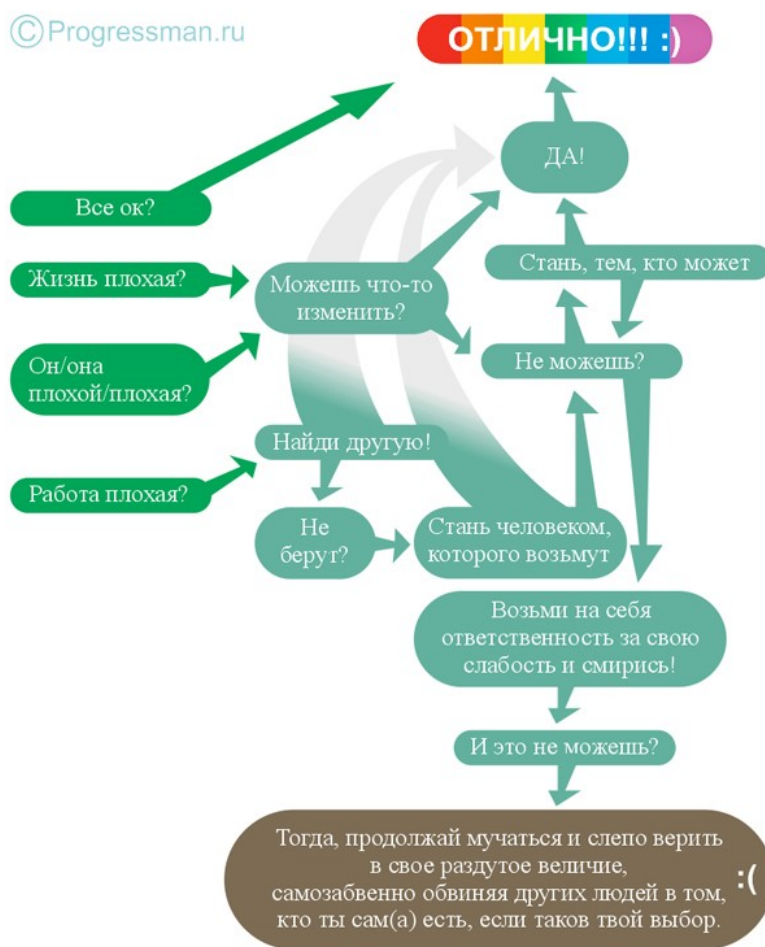 ©Progressman.ru
ОТЛИЧНО!!! :)
ДА!
Все ок?
Жизнь плохая?
Можешь что-то
изменить?
Стань, тем, кто может
Он/она
плохой/плохая?
Не можешь?
Найди другую!
Работа плохая?
Не
берут?
Стань человеком,
которого возьмут
Возьми на себя
ответственность за свою
слабость и смирись!
И это не можешь?
Тогда, продолжай мучаться и слепо верить
в свое раздутое величие,
самозабвенно обвиняя других людей в том,
кто ты сам(а) есть, если таков твой выбор.
:(